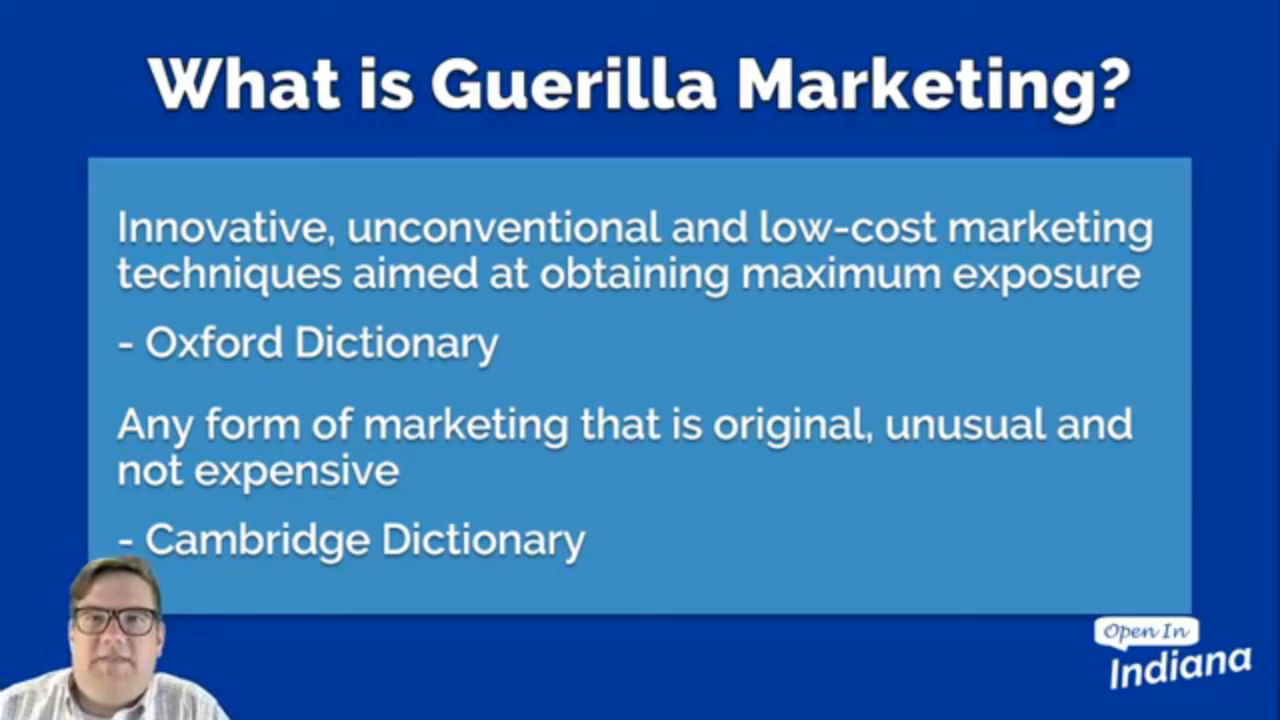 What is Guerilla Marketing?
Innovative, unconventional and low-cost marketing
techniques aimed at obtaining maximum exposure
- Oxford Dictionary
Any form of marketing that is original, unusual and
not expensive
- Cambridge Dictionary
Open In
Indiana